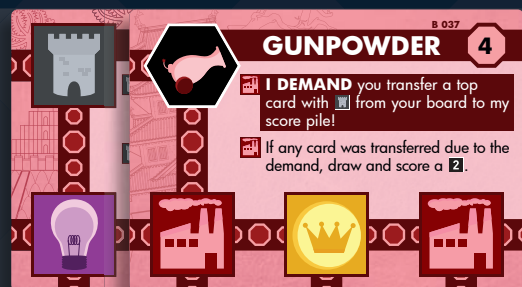 B 037
GUNPOWDER 4
I DEMAND you transfer a top
card with from your board to my
score pile!
If any card was transferred due to the
demand, draw and score a 2.